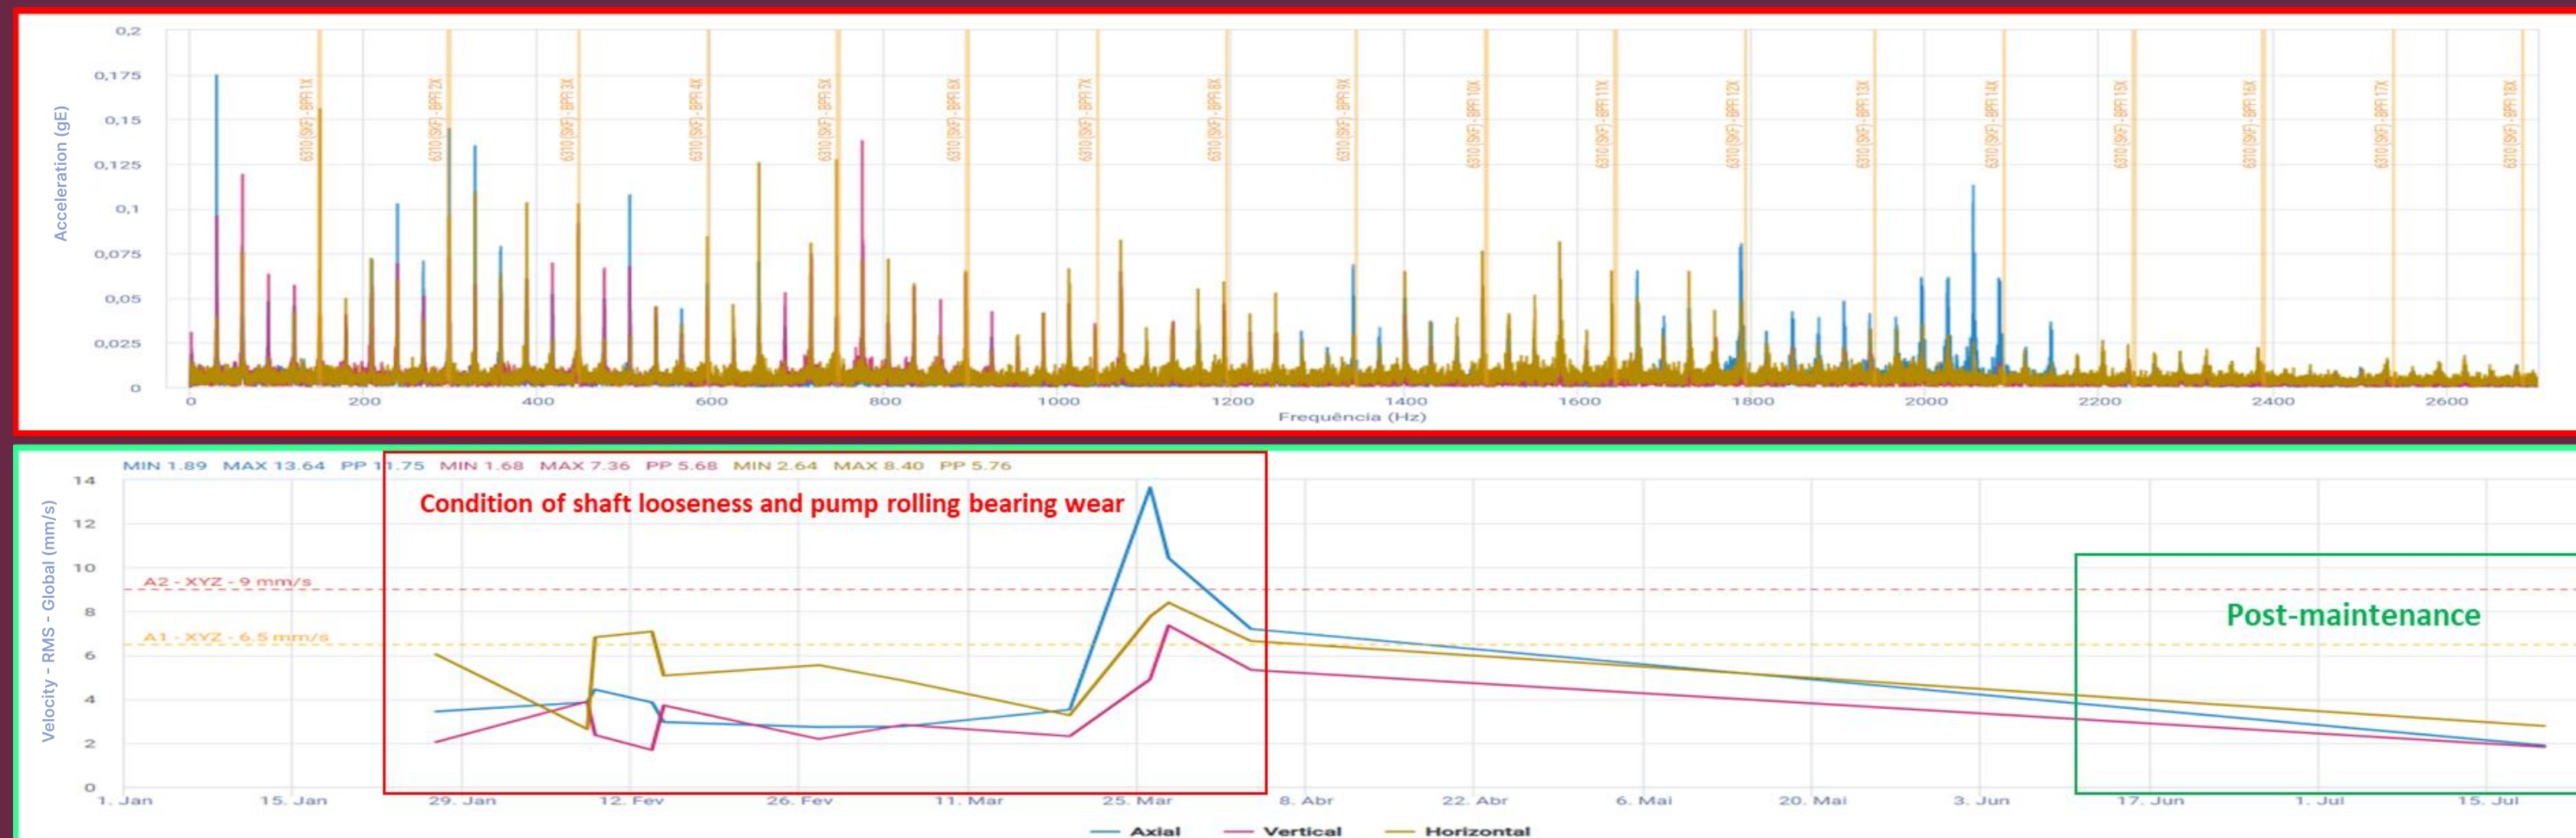 0,2
0,175
0,15
0,125
0,1
0,075
0,05
0,025
0
Acceleration (gE)
6310 (SKF) - BPFI 1X
6310 (SKF) - BPFI 2X
6310 (SKF) - BPFI 3X
6310 (SKF) - BPFI 4X
6310 (SKF) - BPFI 5X
6310 (SKF) - BPFI 6X
6310 (SKF) - BPFI 7X
6310 (SKF) - BPFI 8X
6310 (SKF) - BPFI 9X
6310 (SKF) - BPFI 10X
6310 (SKF) - BPFI 11X
6310 (SKF) - BPFI 12X
6310 (SKF) - BPFI 13X
6310 (SKF) - BPFI 14X
6310 (SKF) - BPFI 15X
6310 (SKF) - BPFI 16X
6310 (SKF) - BPFI 17X
6310 (SKF) - BPFI 18X
0 200 400 600 800 1000 1200 1400 1600 1800 2000 2200 2400 2600
Frequência (Hz)
MIN 1.89 MAX 13.64 PP 11.75 MIN 1.68 MAX 7.36 PP 5.68 MIN 2.64 MAX 8.40 PP 5.76
Condition of shaft looseness and pump rolling bearing wear
14
12
10
8
6
4
2
0
Velocity - RMS - Global (mm/s)
A2 - XYZ - 9 mm/s
A1 - XYZ - 6.5 mm/s
Post-maintenance
1. Jan 15. Jan 29. Jan 12. Fev 26. Fev 11. Mar 25. Mar 8. Abr 22. Abr 6. Mai 20. Mai 3. Jun 17. Jun 1. Jul 15. Jul
Axial Vertical Horizontal